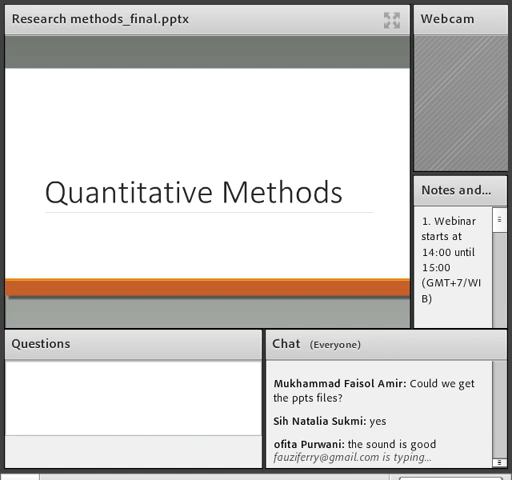 Research methods_final.pptx
Webcam
Quantitative Methods
Notes and...
1. Webinar
starts at
14:00 until
15:00
(GMT+7/WI
B)
Questions
Chat (Everyone)
Mukhammad Faisol Amir: Could we get
the ppts files?
Sih Natalia Sukmi: yes
ofita Purwani: the sound is good
fauziferry@gmail.com is typing...